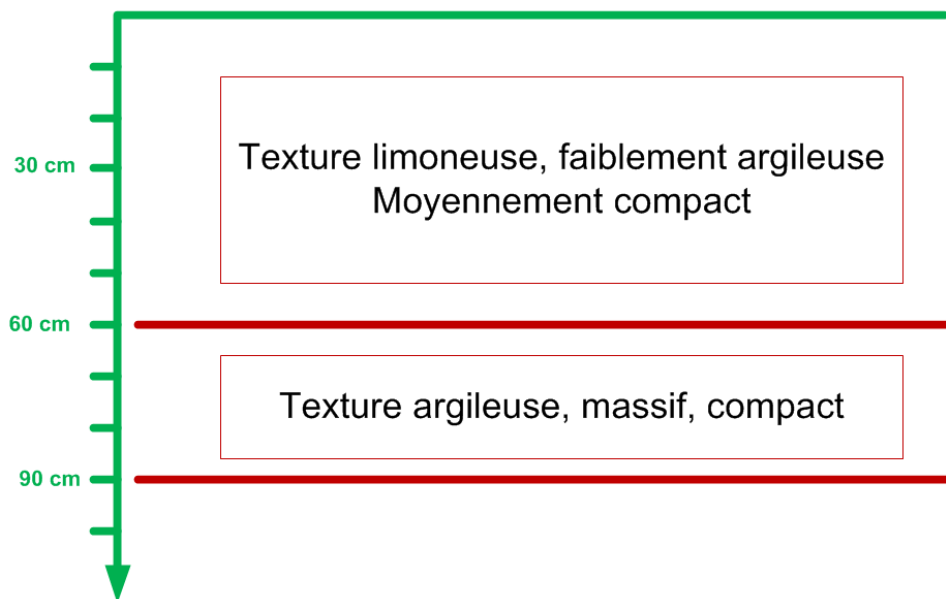 30 cm
Texture limoneuse, faiblement argileuse
Moyennement compact
60 cm
Texture argileuse, massif, compact
90 cm